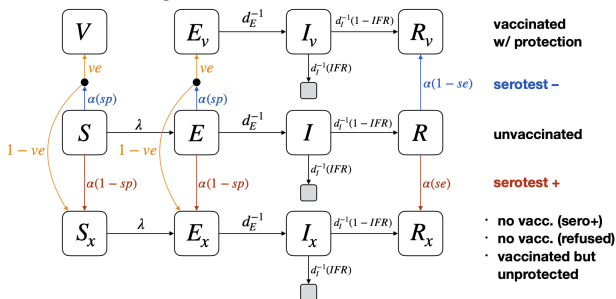 V E_v d_E^{-1} I_v d_I^{-1}(1 − IFR) R_v vaccinated
w/ protection
ve ve d_I^{-1}(IFR)
α(sp) α(sp) α(1 − se) serotest −
S λ E d_E^{-1} I d_I^{-1}(1 − IFR) R unvaccinated
1 − ve 1 − ve d_I^{-1}(IFR)
α(1 − sp) α(1 − sp) α(se) serotest +
S_x λ E_x d_E^{-1} I_x d_I^{-1}(1 − IFR) R_x
d_I^{-1}(IFR)
· no vacc. (sero+)
· no vacc. (refused)
· vaccinated but
unprotected